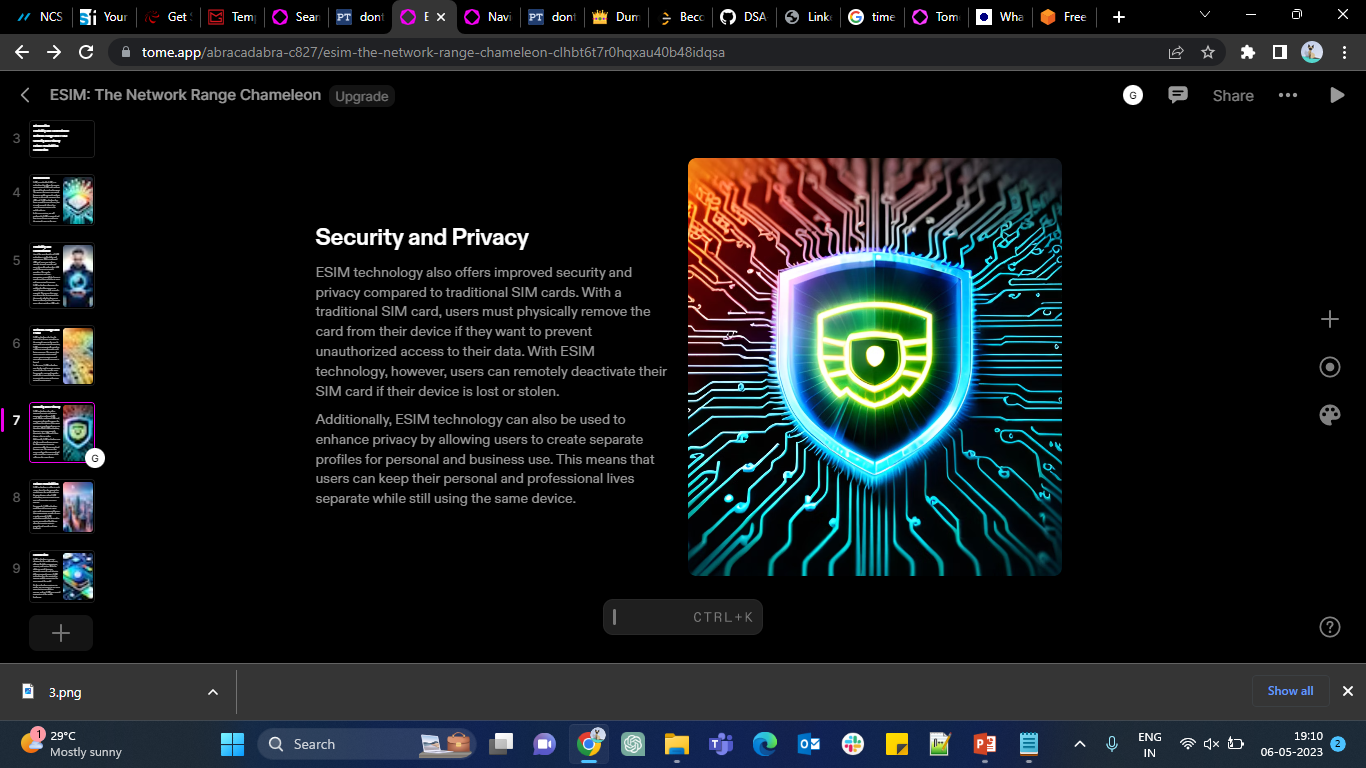 NCS
Your
Get S
Temp
Sear
PT
dont
E
Navi
PT
dont
Dum
Becc
DSA
Link
time
Tom
Wha
Free
tome.app/abracadabra-c827/esim-the-network-range-chameleon-clhbt6t7r0hqxau40b48idqsa
ESIM: The Network Range Chameleon
Upgrade
G
Share
3
4
5
6
7
G
8
9
Security and Privacy
ESIM technology also offers improved security and
privacy compared to traditional SIM cards. With a
traditional SIM card, users must physically remove the
card from their device if they want to prevent
unauthorized access to their data. With ESIM
technology, however, users can remotely deactivate their
SIM card if their device is lost or stolen.
Additionally, ESIM technology can also be used to
enhance privacy by allowing users to create separate
profiles for personal and business use. This means that
users can keep their personal and professional lives
separate while still using the same device.
CTRL+K
3.png
Show all
1
29°C
Mostly sunny
Search
ENG
IN
19:10
06-05-2023
2